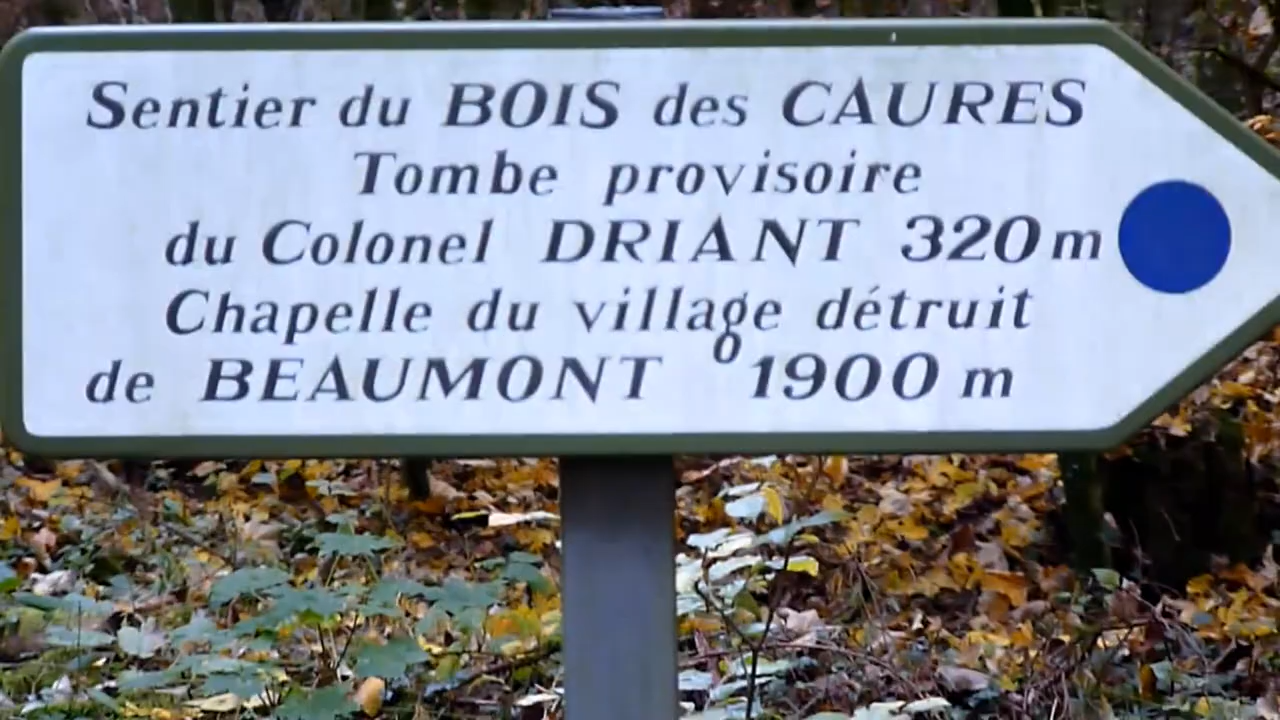 Sentier du BOIS des CAURES
Tombe provisoire
du Colonel DRIANT 320 m
Chapelle du village détruit
de BEAUMONT 1900 m